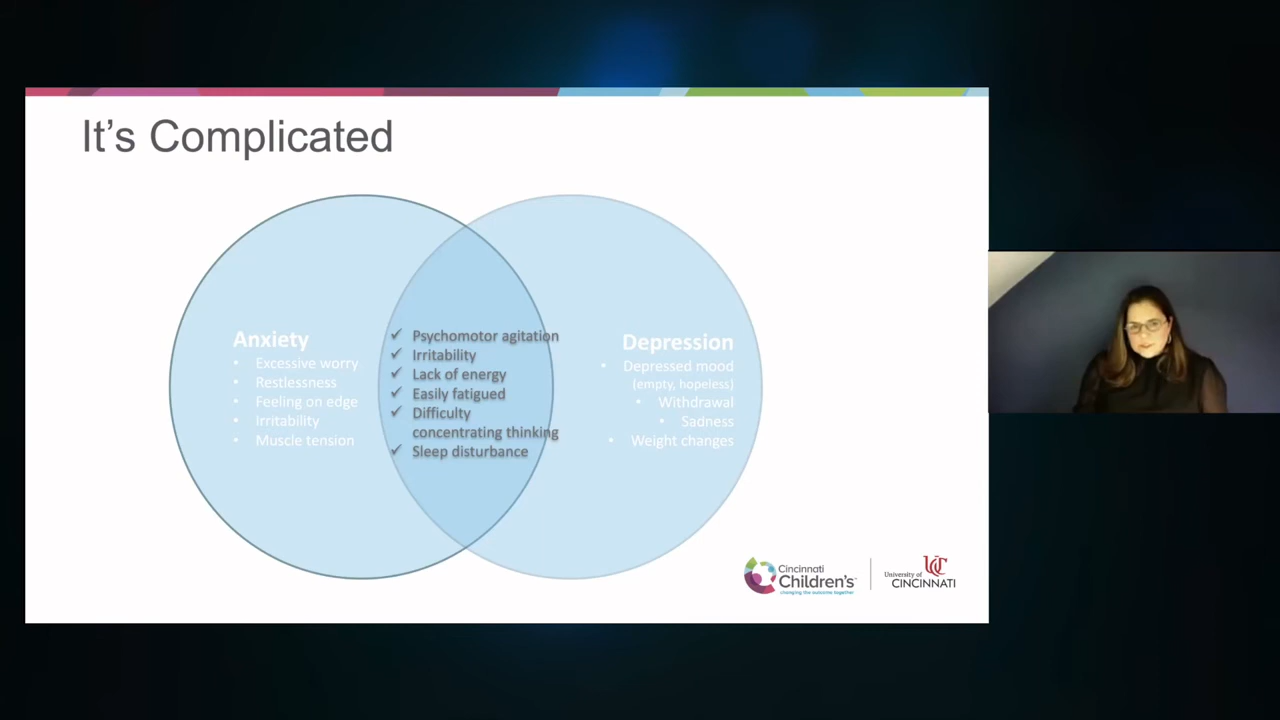 It's Complicated
Anxiety
• Excessive worry
• Restlessness
• Feeling on edge
• Irritability
• Muscle tension
✓ Psychomotor agitation
✓ Irritability
✓ Lack of energy
✓ Easily fatigued
✓ Difficulty
concentrating thinking
✓ Sleep disturbance
Depression
• Depressed mood
(empty, hopeless)
• Withdrawal
• Sadness
• Weight changes
Cincinnati
Children's
changing the outcome together
UC
University of
CINCINNATI